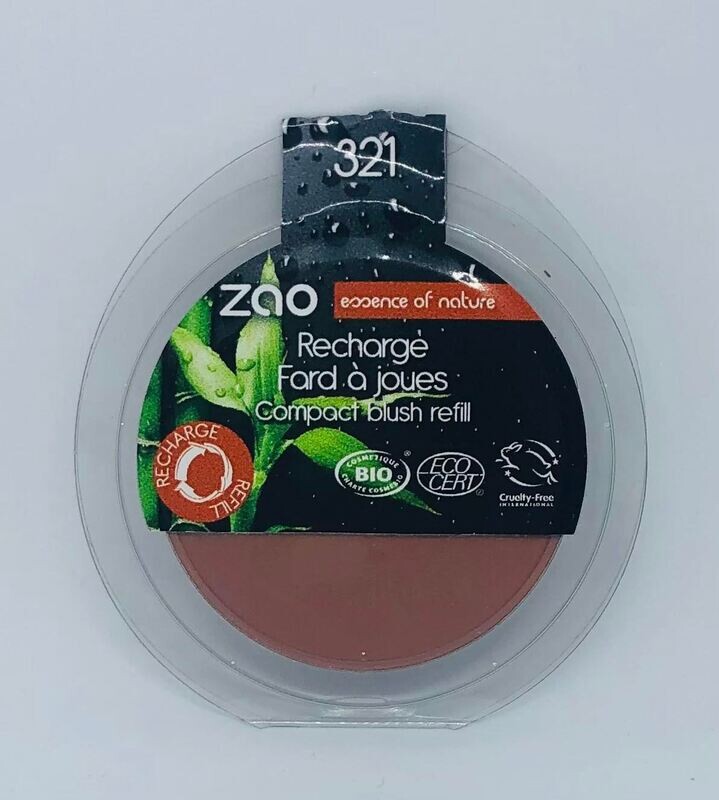 321
zao essence of nature
Recharge
Fard à joues
Compact blush refill
RECHARGE
REFILL
COSMETIQUE
BIO
CHARTE COSMEBIO
®
ECO
CERT
®
Cruelty-Free
INTERNATIONAL